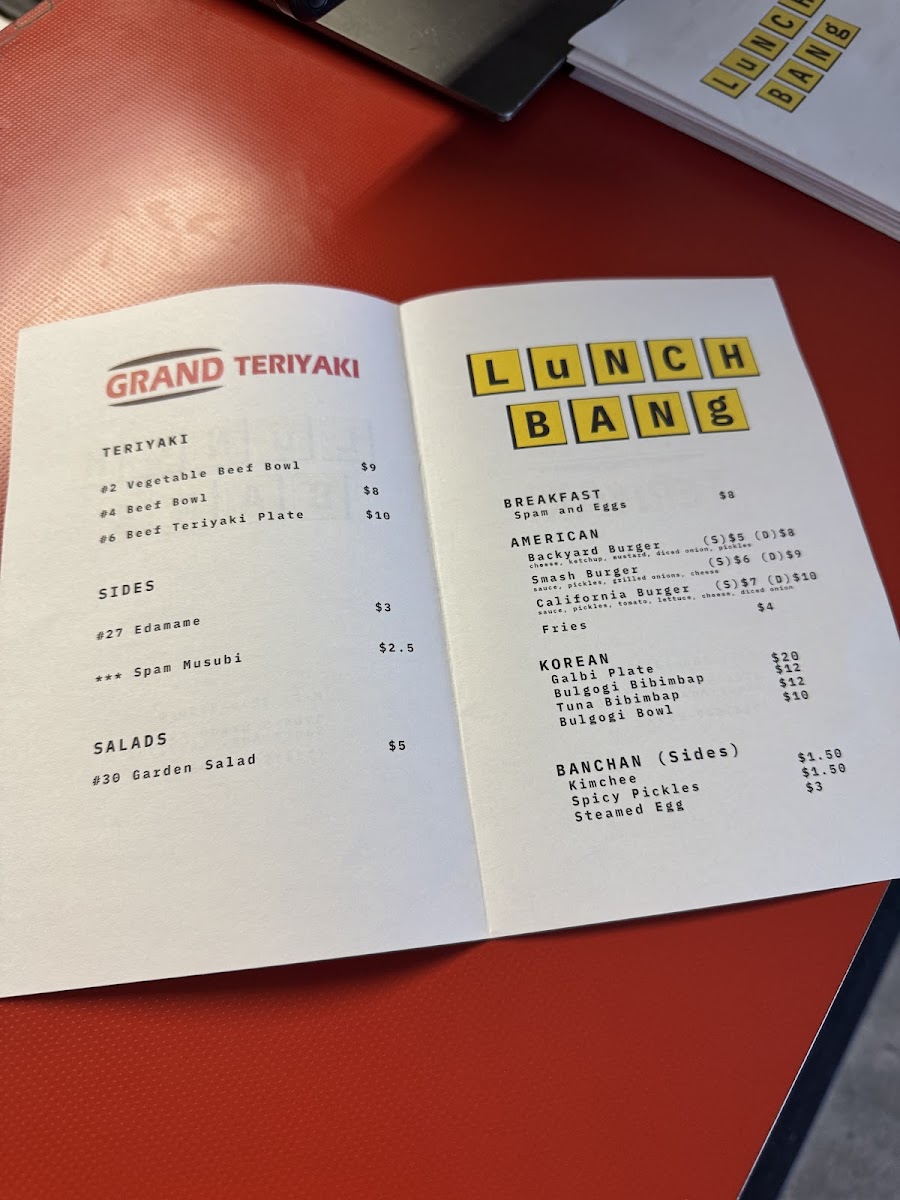 LuNCH
BANg
GRAND TERIYAKI
TERIYAKI
#2 Vegetable Beef Bowl $9
#4 Beef Bowl $8
#6 Beef Teriyaki Plate $10
SIDES
#27 Edamame $3
*** Spam Musubi $2.5
SALADS
#30 Garden Salad $5
LuNCH
BANg
BREAKFAST
Spam and Eggs $8
AMERICAN
Backyard Burger (S)$5 (D)$8
cheese, ketchup, mustard, diced onion, pickles
Smash Burger (S)$6 (D)$9
sauce, pickles, grilled onions, cheese
California Burger (S)$7 (D)$10
sauce, pickles, tomato, lettuce, cheese, diced onion
Fries $4
KOREAN
Galbi Plate $20
Bulgogi Bibimbap $12
Tuna Bibimbap $12
Bulgogi Bowl $10
BANCHAN (Sides)
Kimchee $1.50
Spicy Pickles $1.50
Steamed Egg $3